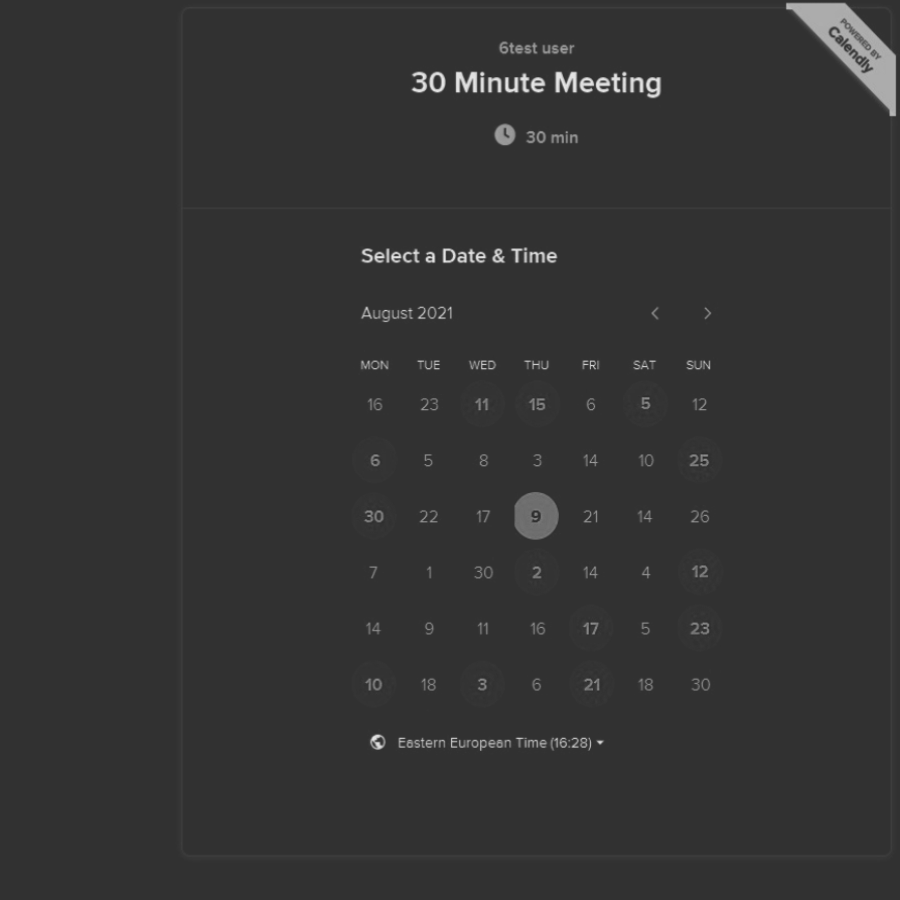 POWERED BY
Calendly
6test user
30 Minute Meeting
30 min
Select a Date & Time
August 2021
MON TUE WED THU FRI SAT SUN
16 23 11 15 6 5 12
6 5 8 3 14 10 25
30 22 17 9 21 14 26
7 1 30 2 14 4 12
14 9 11 16 17 5 23
10 18 3 6 21 18 30
Eastern European Time (16:28)